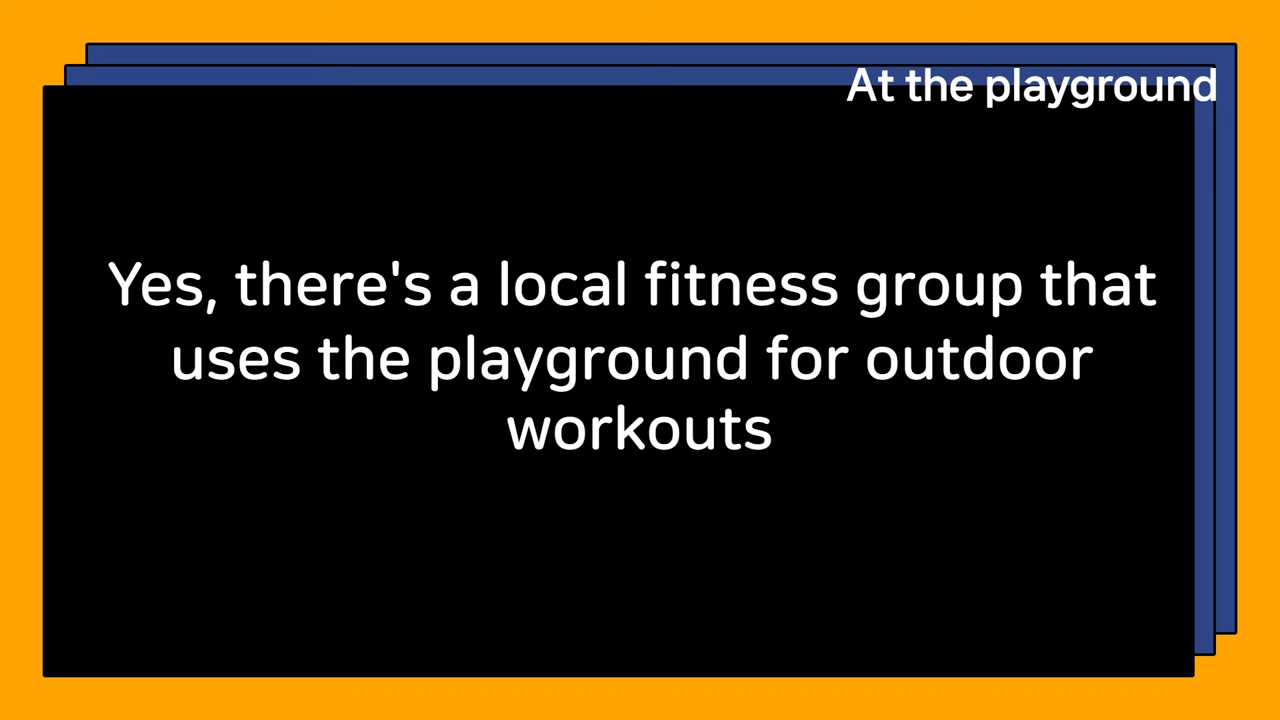 At the playground
Yes, there's a local fitness group that
uses the playground for outdoor
workouts